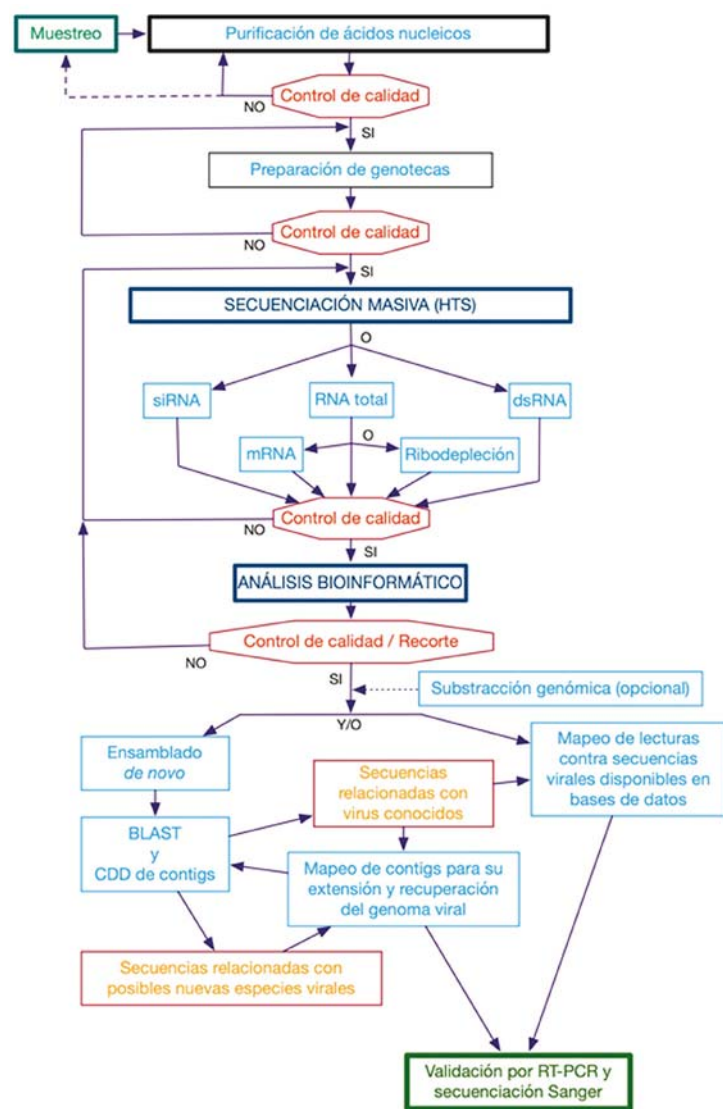 Muestreo
Purificación de ácidos nucleicos
Control de calidad
NO
SI
Preparación de genotecas
Control de calidad
NO
SI
SECUENCIACIÓN MASIVA (HTS)
O
siRNA
RNA total
dsRNA
mRNA
O
Ribodepleción
Control de calidad
NO
SI
ANÁLISIS BIOINFORMÁTICO
Control de calidad / Recorte
NO
SI
Substracción genómica (opcional)
Y/O
Ensamblado
de novo
Mapeo de lecturas
contra secuencias
virales disponibles en
bases de datos
Secuencias
relacionadas con
virus conocidos
BLAST
y
CDD de contigs
Mapeo de contigs para su
extensión y recuperación
del genoma viral
Secuencias relacionadas con
posibles nuevas especies virales
Validación por RT-PCR y
secuenciación Sanger